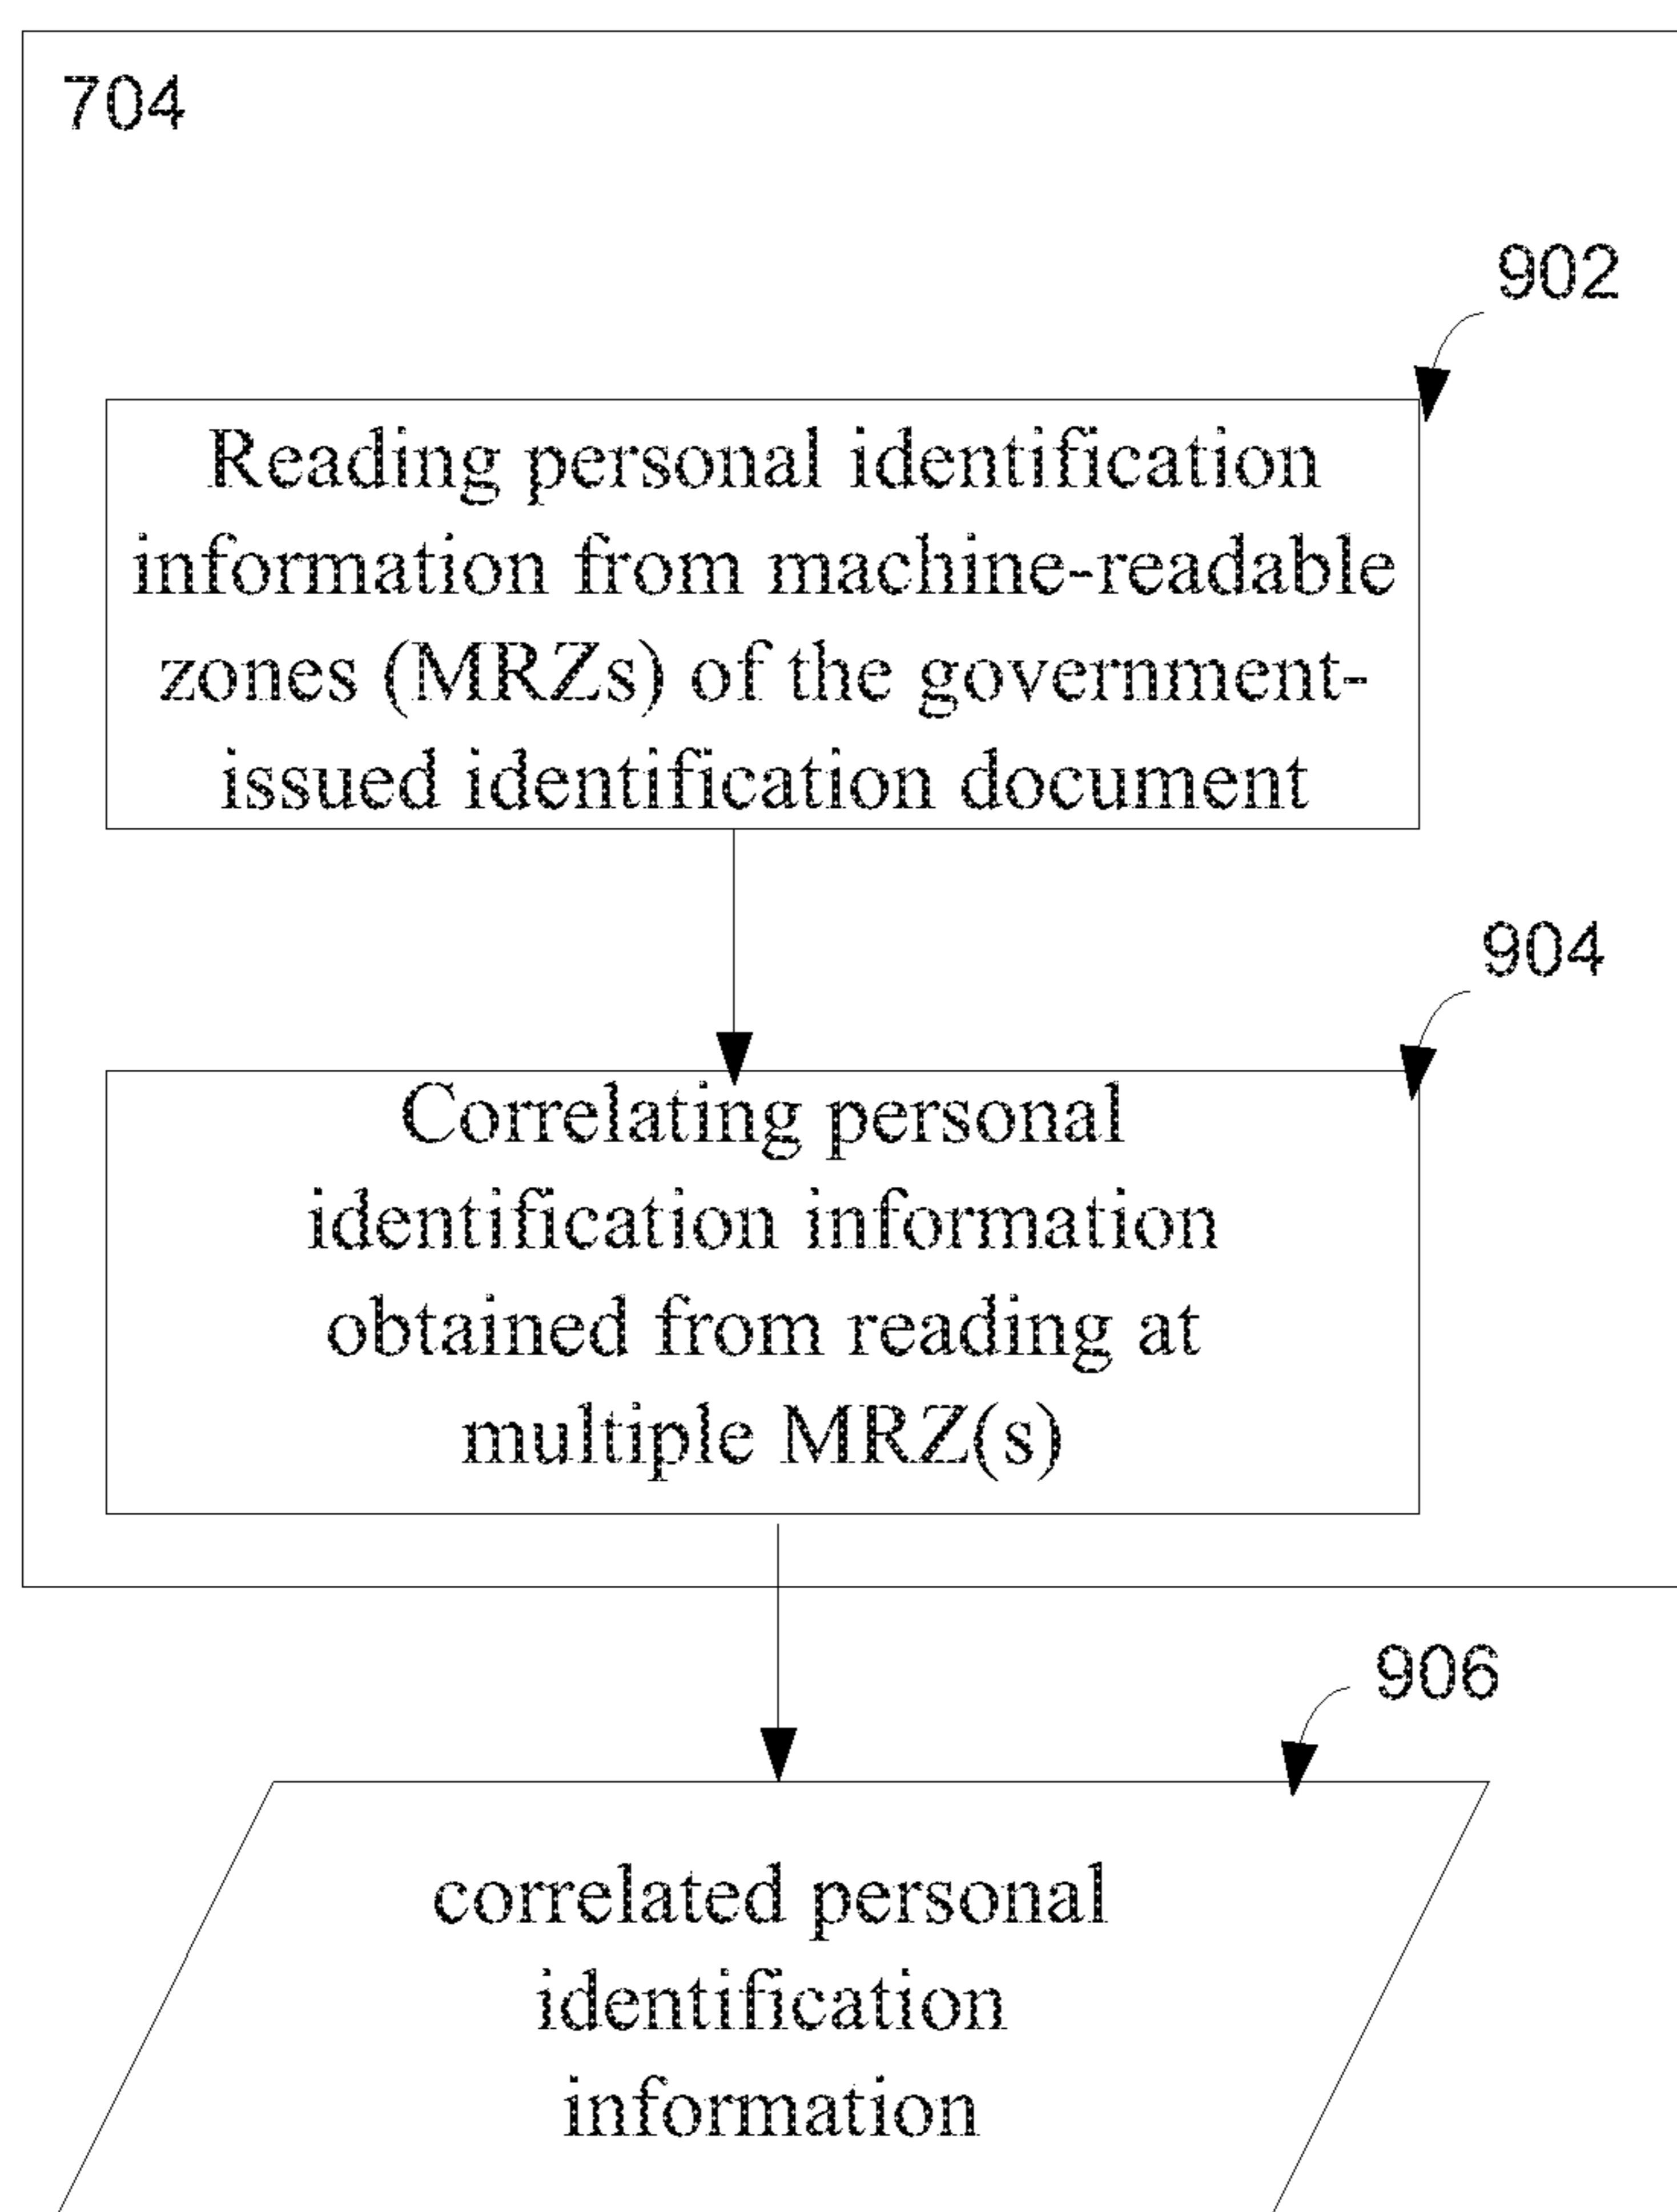 704
902
Reading personal identification
information from machine-readable
zones (MRZs) of the government-
issued identification document
904
Correlating personal
identification information
obtained from reading at
multiple MRZ(s)
906
correlated personal
identification
information